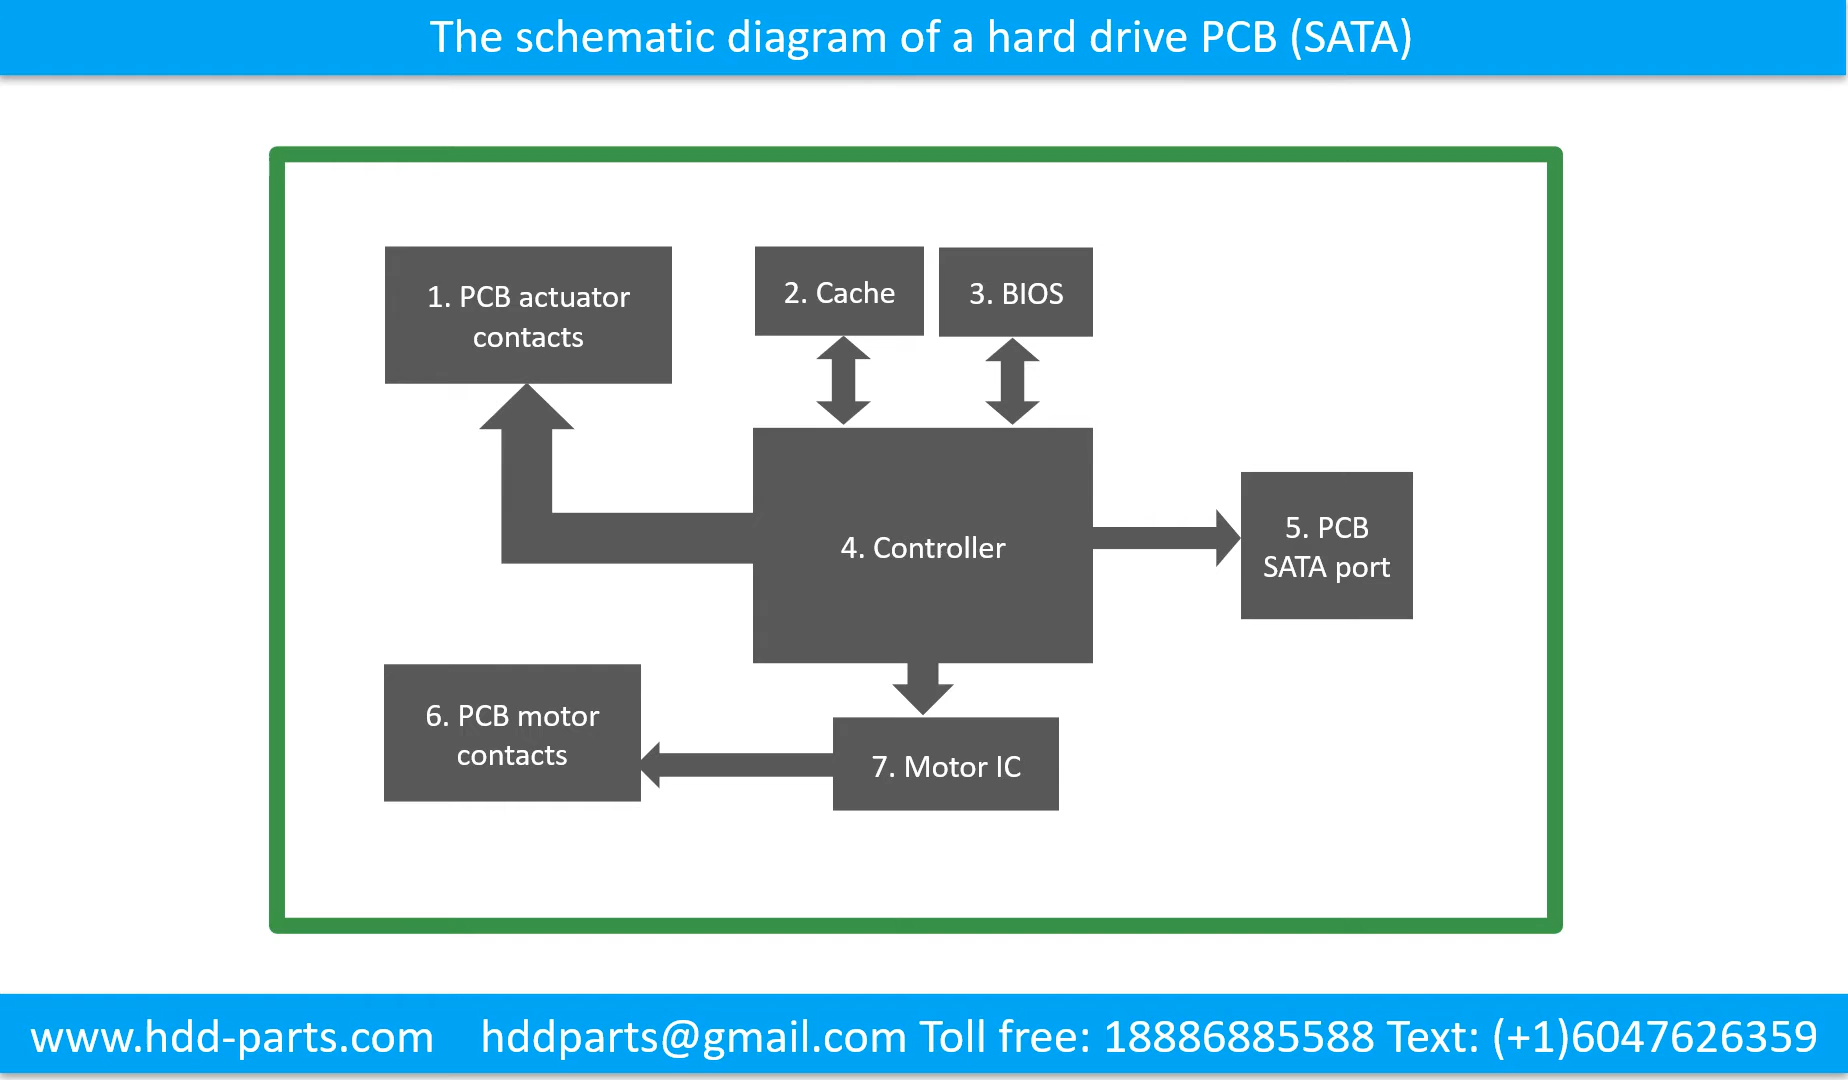 The schematic diagram of a hard drive PCB (SATA)
1. PCB actuator
contacts
2. Cache
3. BIOS
4. Controller
5. PCB
SATA port
6. PCB motor
contacts
7. Motor IC
www.hdd-parts.com hddparts@gmail.com Toll free: 18886885588 Text: (+1)6047626359